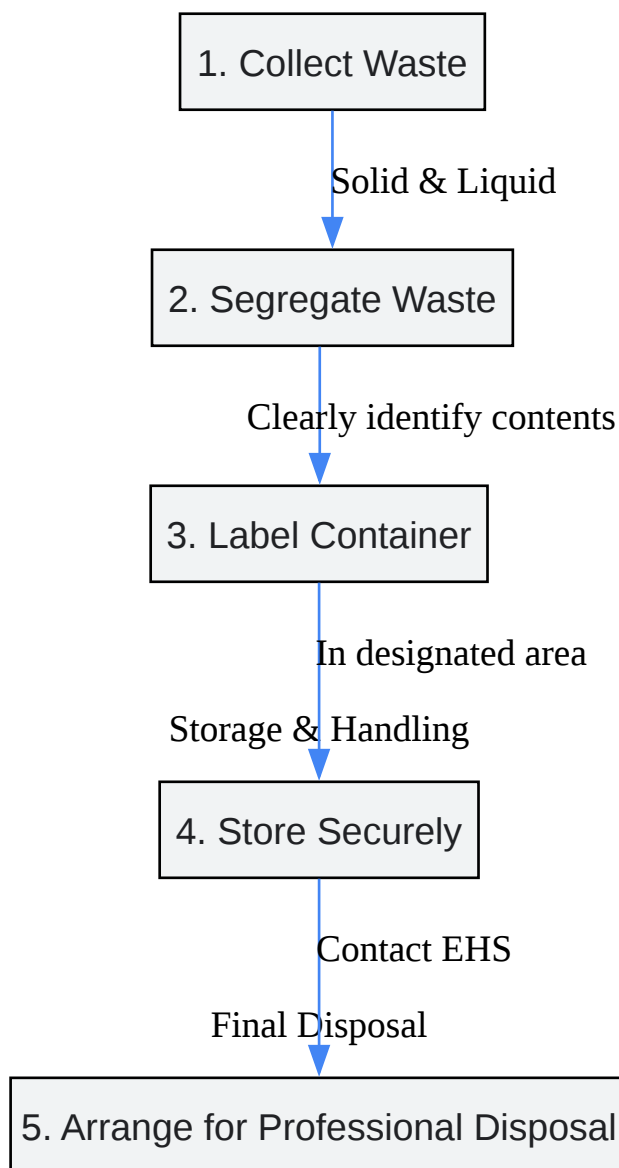 1. Collect Waste
Solid & Liquid
2. Segregate Waste
Clearly identify contents
3. Label Container
In designated area
Storage & Handling
4. Store Securely
Contact EHS
Final Disposal
5. Arrange for Professional Disposal